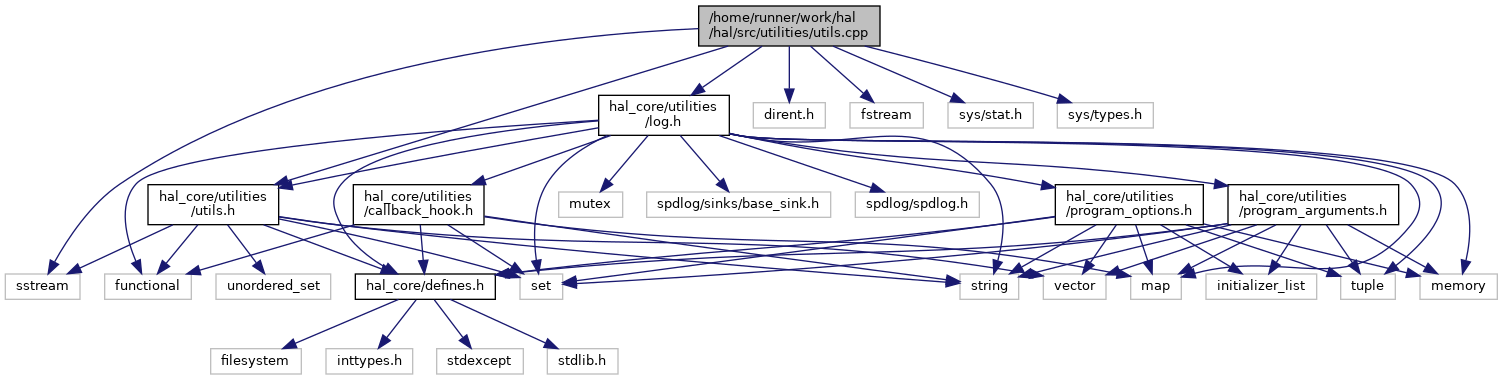 /home/runner/work/hal
/hal/src/utilities/utils.cpp
hal_core/utilities
/log.h
dirent.h
fstream
sys/stat.h
sys/types.h
hal_core/utilities
/utils.h
hal_core/utilities
/callback_hook.h
mutex
spdlog/sinks/base_sink.h
spdlog/spdlog.h
hal_core/utilities
/program_options.h
hal_core/utilities
/program_arguments.h
sstream
functional
unordered_set
hal_core/defines.h
set
string
vector
map
initializer_list
tuple
memory
filesystem
inttypes.h
stdexcept
stdlib.h